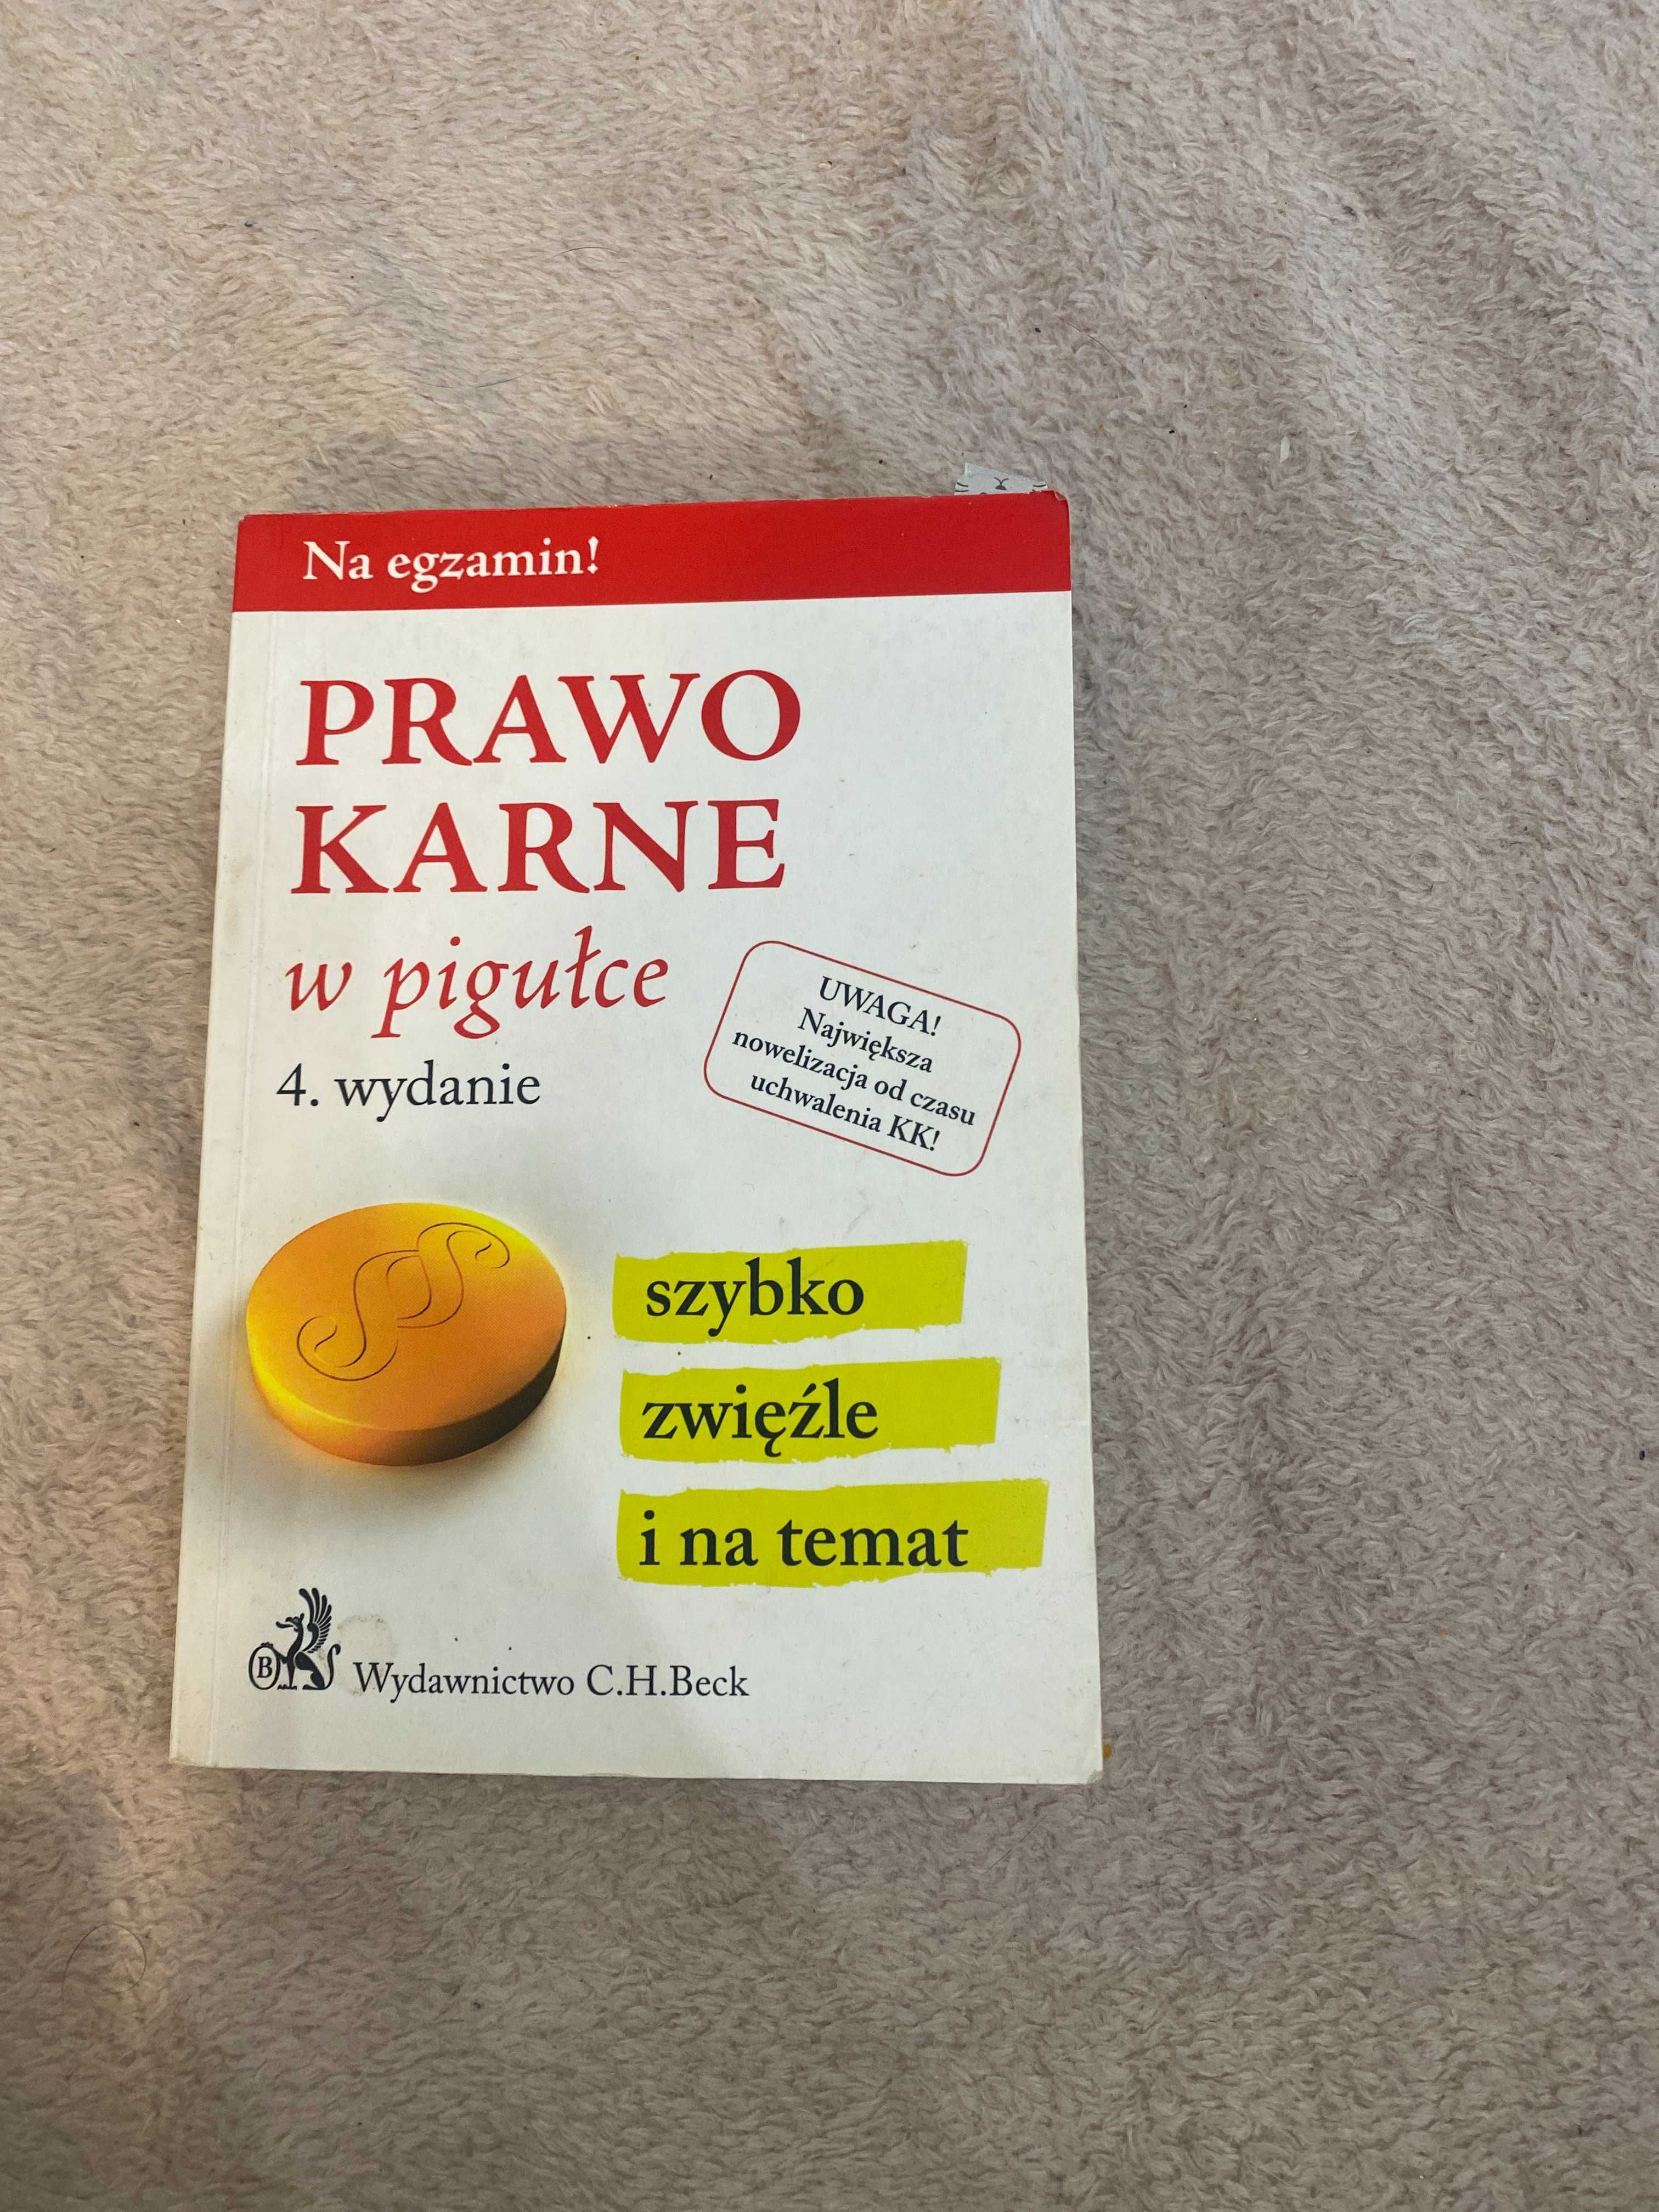 Na egzamin!
PRAWO
KARNE
w pigułce
4. wydanie
UWAGA!
Największa
nowelizacja od czasu
uchwalenia KK!
szybko
zwięźle
i na temat
B
Wydawnictwo C.H.Beck